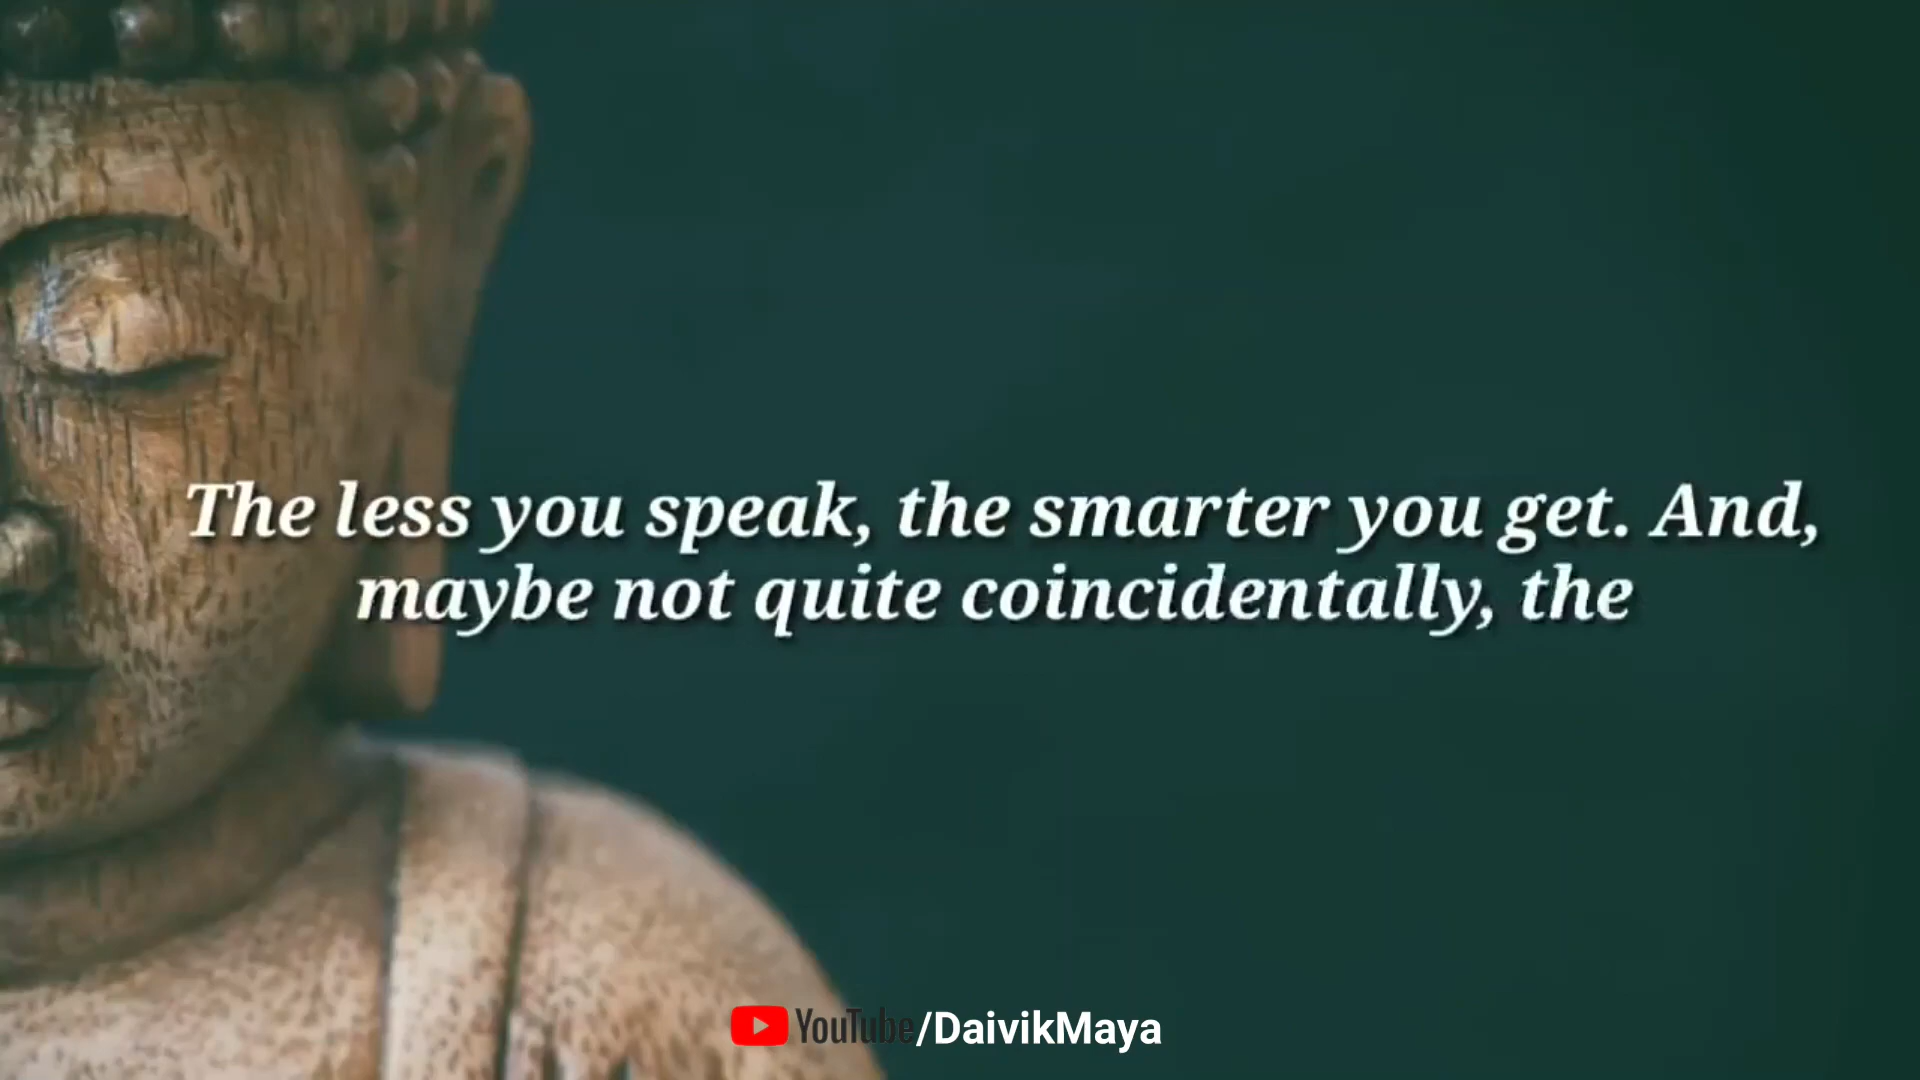 The less you speak, the smarter you get. And,
maybe not quite coincidentally, the
YouTube/DaivikMaya